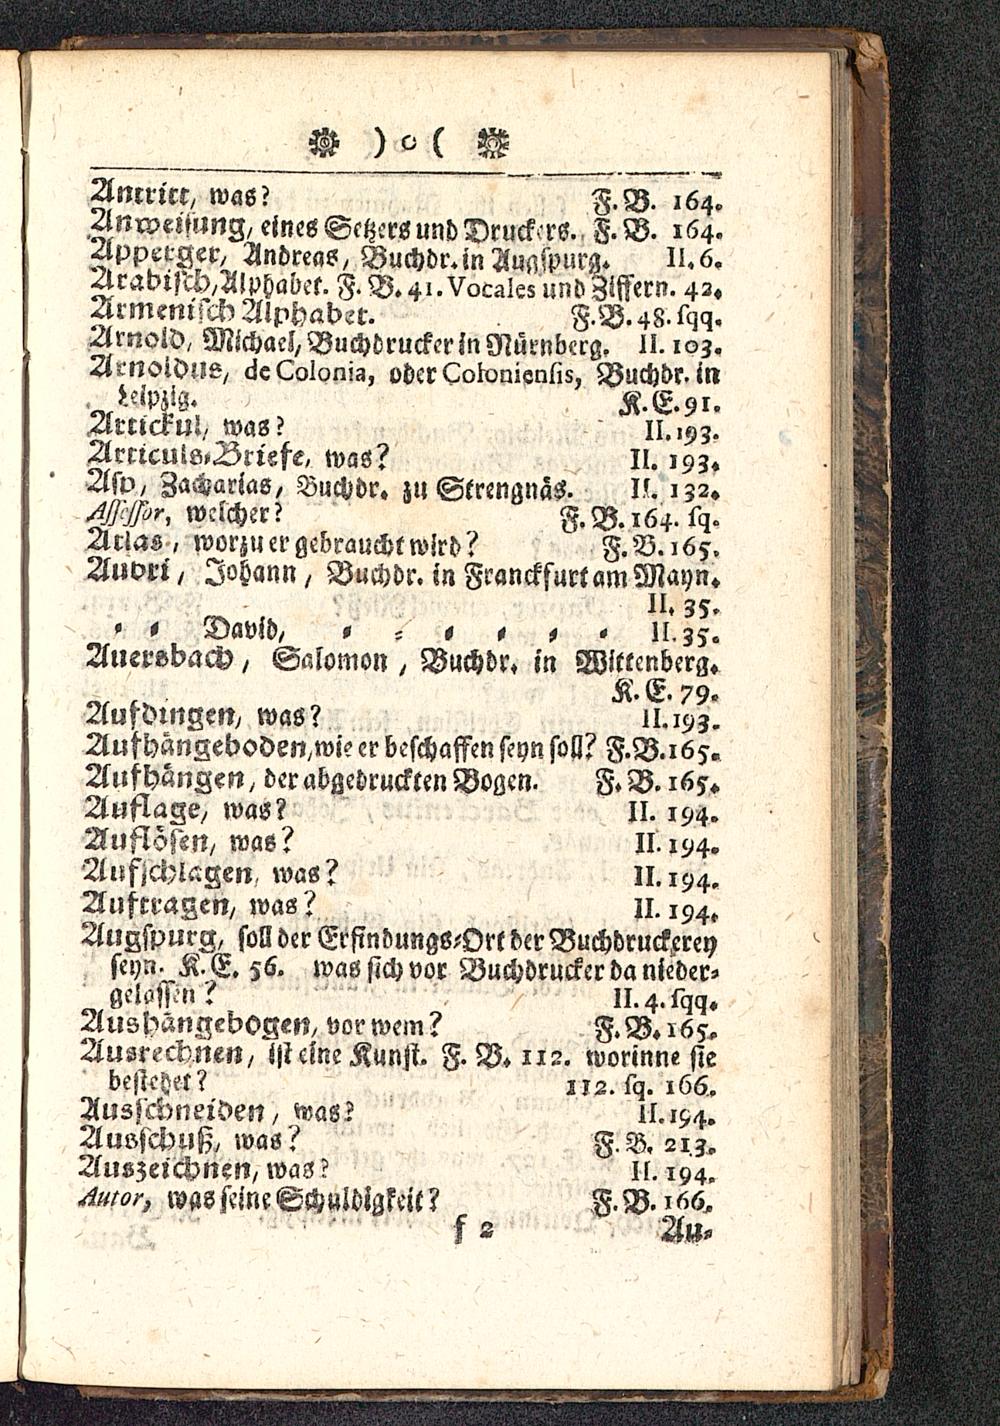 ) o (
Antritt, was? F. B. 164.
Anweisung, eines Setzers und Druckers. F. B. 164.
Apperger, Andreas, Buchdr. in Augspurg. II. 6.
Arabisch, Alphabet. F. B. 41. Vocales und Ziffern. 42.
Armenisch Alphabet. F. B. 48. sqq.
Arnold, Michael, Buchdrucker in Nürnberg. II. 103.
Arnoldus, de Colonia, oder Coloniensis, Buchdr. in
Leipzig. K. E. 91.
Artickul, was? II. 193.
Articuls-Briefe, was? II. 193.
Asp, Zacharias, Buchdr. zu Strengnäs. II. 132.
Assessor, welcher? F. B. 164. sq.
Atlas, worzu er gebraucht wird? F. B. 165.
Aubri, Johann, Buchdr. in Franckfurt am Mayn.
II. 35.
= = David, = = = = = = II. 35.
Auersbach, Salomon, Buchdr. in Wittenberg.
K. E. 79.
Aufdingen, was? II. 193.
Aufhängeboden, wie er beschaffen seyn soll? F. B. 165.
Aufhängen, der abgedruckten Bogen. F. B. 165.
Auflage, was? II. 194.
Auflösen, was? II. 194.
Aufschlagen, was? II. 194.
Auftragen, was? II. 194.
Augspurg, soll der Erfindungs-Ort der Buchdruckerey
seyn. K. E. 56. was sich vor Buchdrucker da nieder-
gelassen? II. 4. sqq.
Aushängebogen, vor wem? F. B. 165.
Ausrechnen, ist eine Kunst. F. B. 112. worinne sie
bestehet? 112. sq. 166.
Ausschneiden, was? II. 194.
Ausschuß, was? F. B. 213.
Auszeichnen, was? II. 194.
Autor, was seine Schuldigkeit? F. B. 166.
f 2 Au-